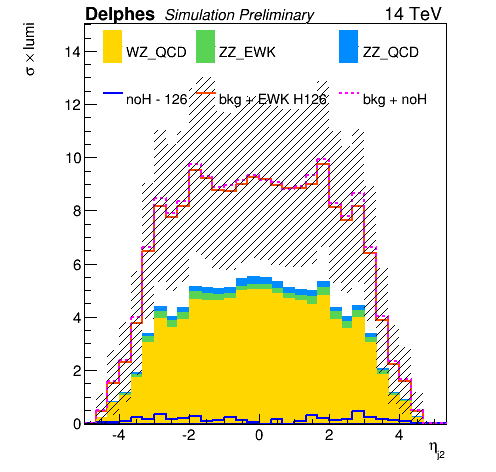 Delphes Simulation Preliminary 14 TeV
σ × lumi
WZ_QCD ZZ_EWK ZZ_QCD
noH - 126 bkg + EWK H126 bkg + noH
14
12
10
8
6
4
2
0
-4 -2 0 2 4
η_j2